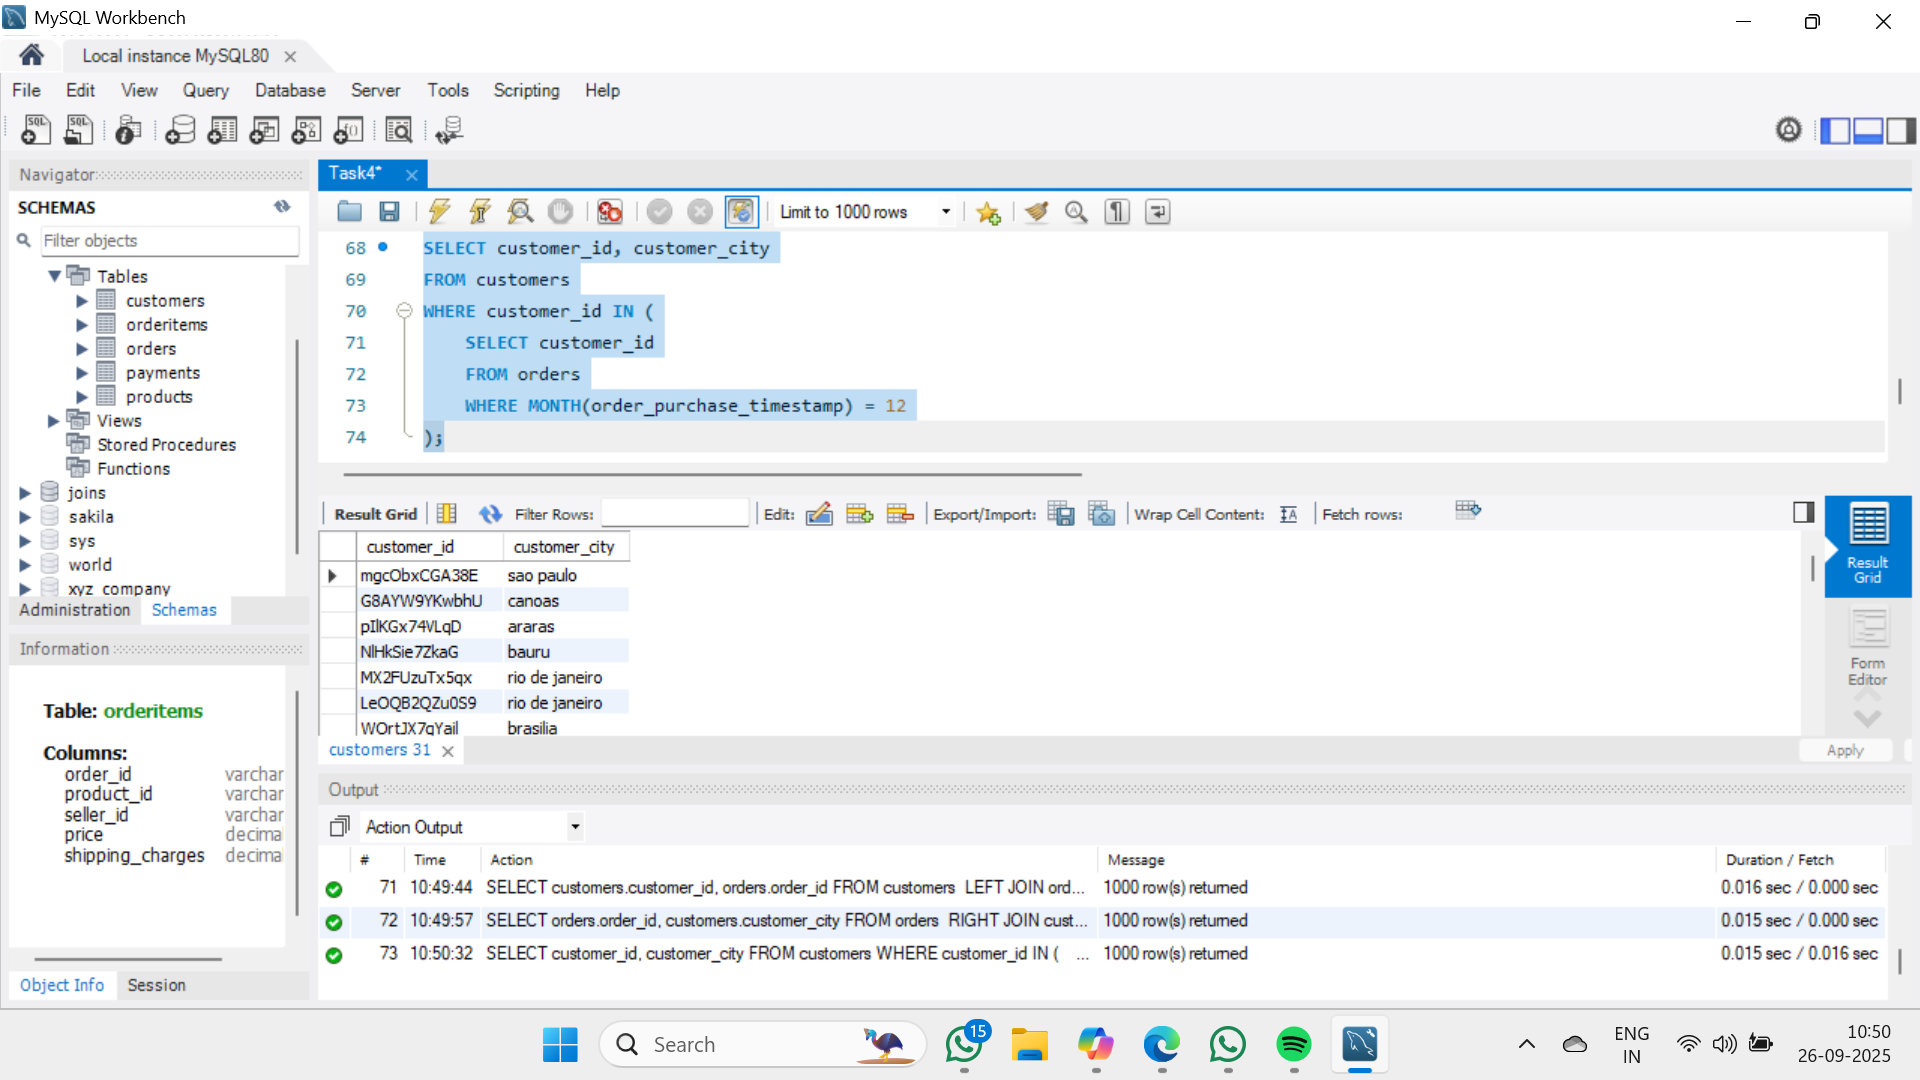 MySQL Workbench
Local instance MySQL80
File Edit View Query Database Server Tools Scripting Help
Navigator
SCHEMAS
Filter objects
Tables
customers
orderitems
orders
payments
products
Views
Stored Procedures
Functions
joins
sakila
sys
world
xyz_company
Administration Schemas
Information
Table: orderitems
Columns:
order_id varchar
product_id varchar
seller_id varchar
price decima
shipping_charges decima
Object Info Session
Task4*
Limit to 1000 rows
68 SELECT customer_id, customer_city
69 FROM customers
70 WHERE customer_id IN (
71 SELECT customer_id
72 FROM orders
73 WHERE MONTH(order_purchase_timestamp) = 12
74 );
Result Grid Filter Rows: Edit: Export/Import: Wrap Cell Content: Fetch rows:
customer_id customer_city
mgcObxCGA38E sao paulo
G8AYW9YKwbhU canoas
pIlKGx74VLqD araras
NlHkSie7ZkaG bauru
MX2FUzuTx5qx rio de janeiro
LeOQB2QZu0S9 rio de janeiro
WOrtJX7qYail brasilia
Result Grid
Form Editor
customers 31
Apply
Output
Action Output
# Time Action Message Duration / Fetch
71 10:49:44 SELECT customers.customer_id, orders.order_id FROM customers LEFT JOIN ord... 1000 row(s) returned 0.016 sec / 0.000 sec
72 10:49:57 SELECT orders.order_id, customers.customer_city FROM orders RIGHT JOIN cust... 1000 row(s) returned 0.015 sec / 0.000 sec
73 10:50:32 SELECT customer_id, customer_city FROM customers WHERE customer_id IN ( ... 1000 row(s) returned 0.015 sec / 0.016 sec
Search
15
ENG
IN
10:50
26-09-2025